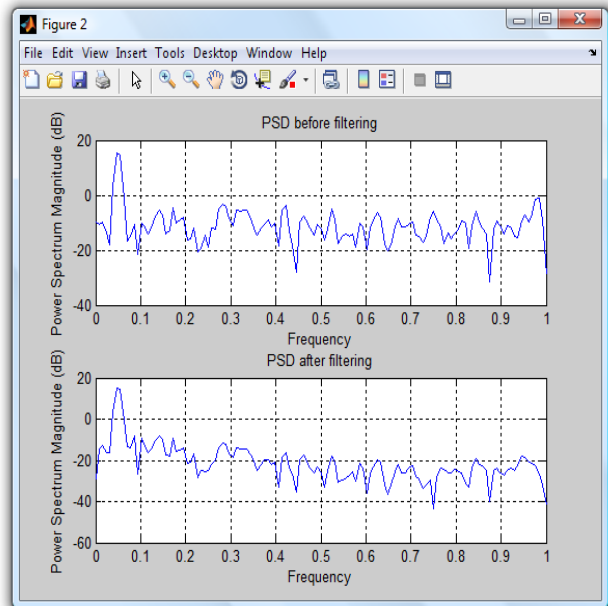 Figure 2
File Edit View Insert Tools Desktop Window Help
PSD before filtering
Power Spectrum Magnitude (dB)
20
0
-20
-40
0 0.1 0.2 0.3 0.4 0.5 0.6 0.7 0.8 0.9 1
Frequency
PSD after filtering
Power Spectrum Magnitude (dB)
20
0
-20
-40
-60
0 0.1 0.2 0.3 0.4 0.5 0.6 0.7 0.8 0.9 1
Frequency